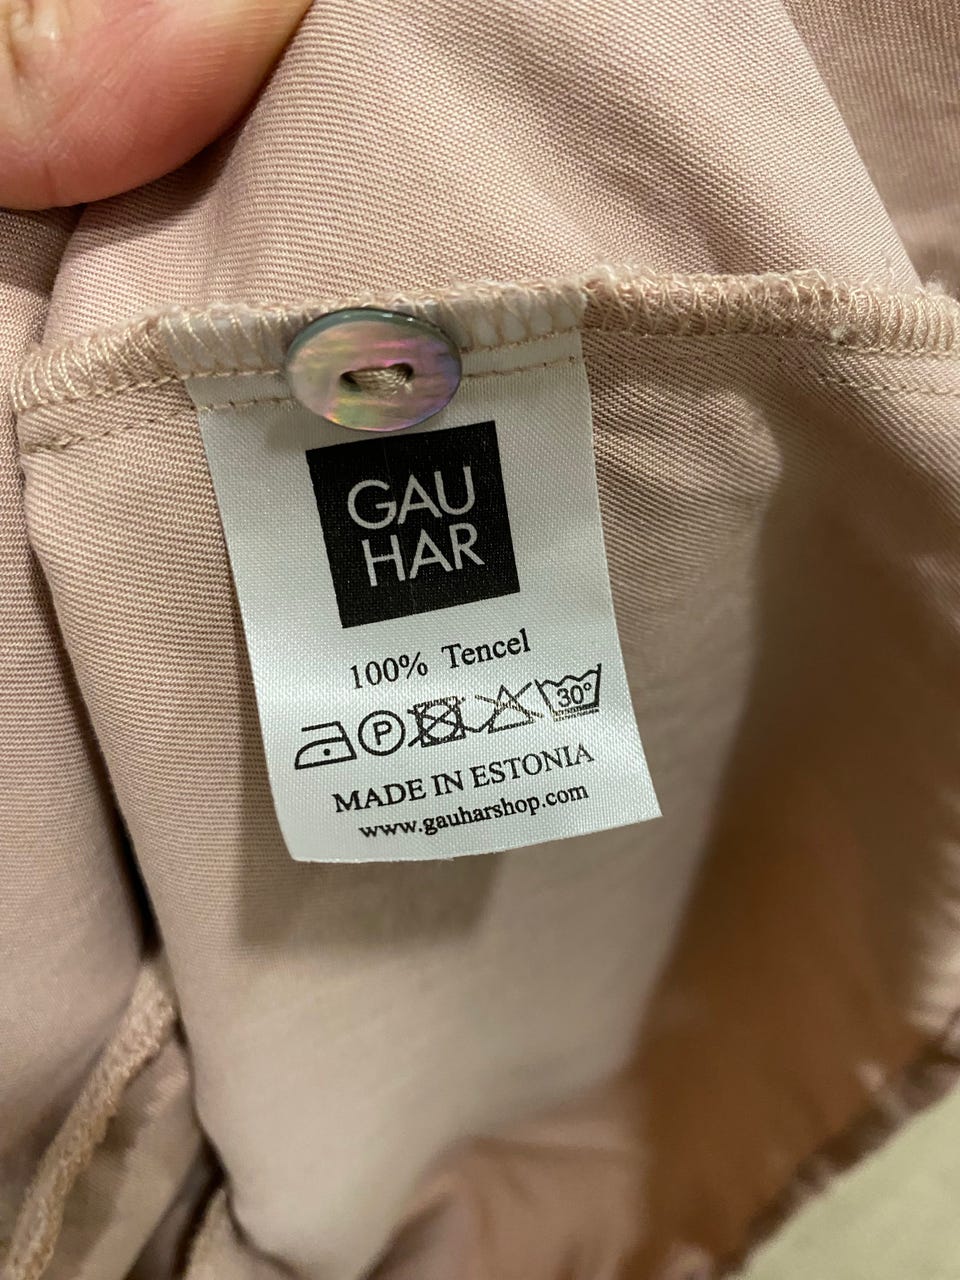 GAU
HAR
100% Tencel
P 30°
MADE IN ESTONIA
www.gauharshop.com